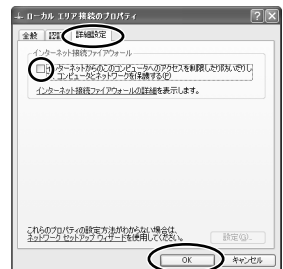 ローカル エリア接続のプロパティ
全般 認証 詳細設定
インターネット接続ファイアウォール
インターネットからのこのコンピュータへのアクセスを制限したり防いだりし
コンピュータとネットワークを保護する(P)
インターネット接続ファイアウォールの詳細を表示します。
これらのプロパティの設定方法がわからない場合は、
ネットワーク セットアップ ウィザードを使用してください。
設定(G)...
OK キャンセル